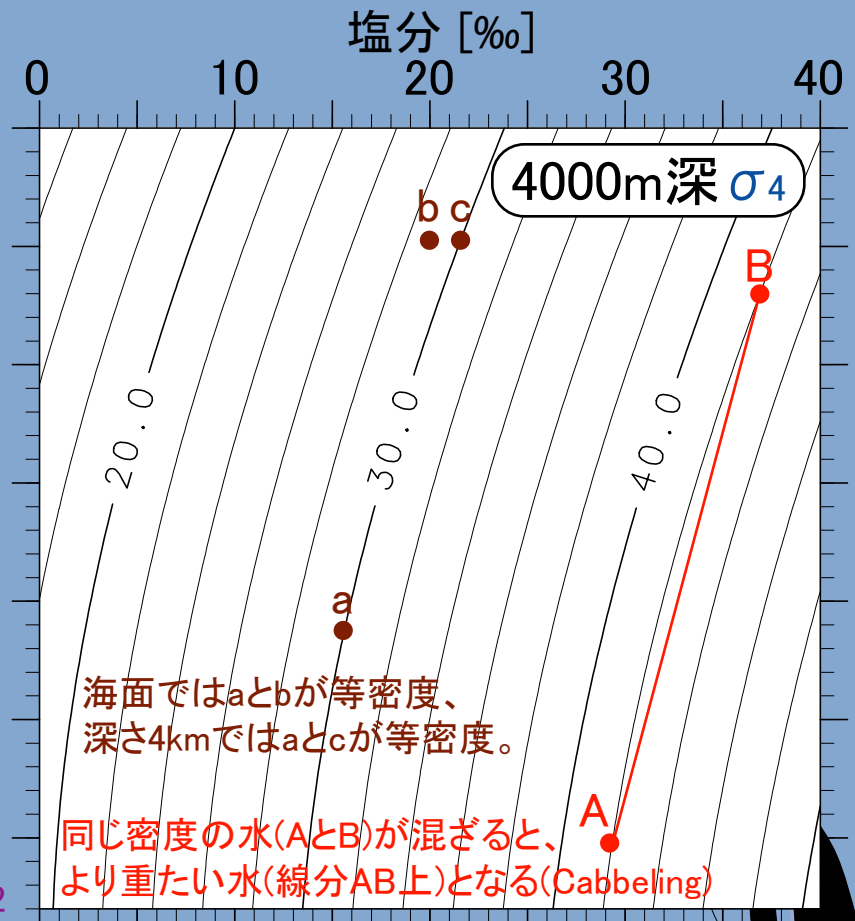 塩分 [‰]
0 10 20 30 40
4000m深 σ4
b c
B
20.0
30.0
40.0
a
海面ではaとbが等密度、
深さ4kmではaとcが等密度。
A
同じ密度の水(AとB)が混ざると、
より重たい水(線分AB上)となる(Cabbeling)
2